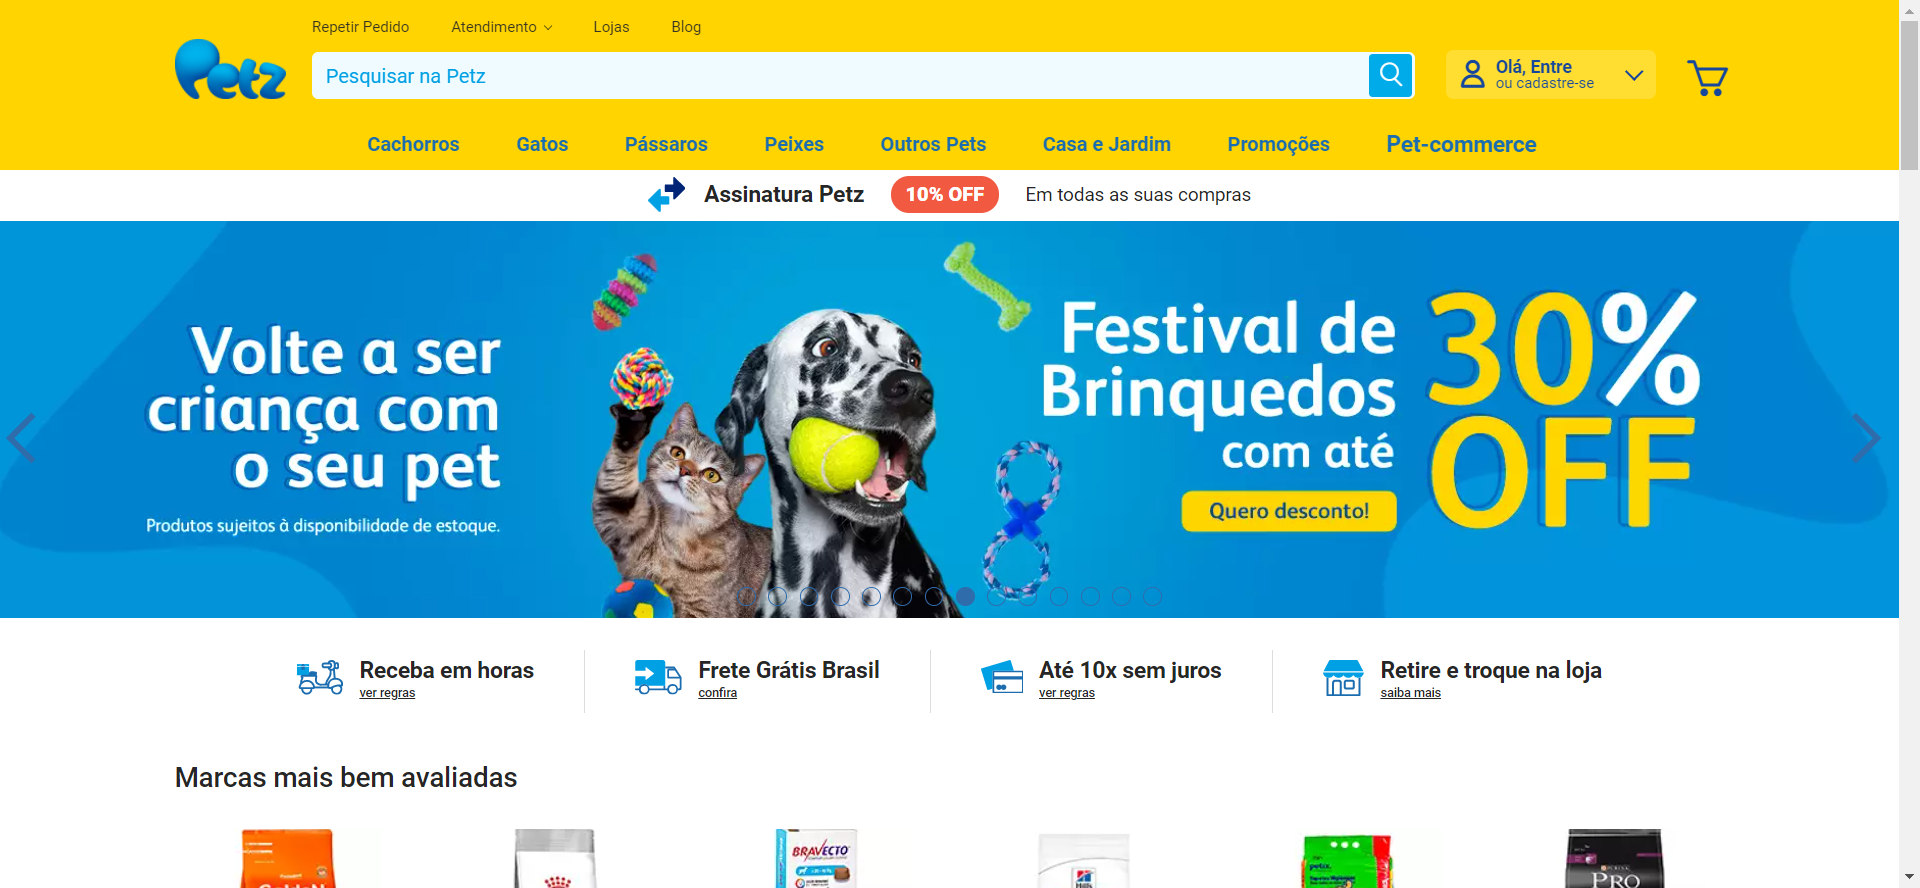 Repetir Pedido
Atendimento
Lojas
Blog
Petz
Pesquisar na Petz
Olá, Entre
ou cadastre-se
Cachorros
Gatos
Pássaros
Peixes
Outros Pets
Casa e Jardim
Promoções
Pet-commerce
Assinatura Petz
10% OFF
Em todas as suas compras
Volte a ser
criança com
o seu pet
Produtos sujeitos à disponibilidade de estoque.
Festival de
Brinquedos
com até
30%
OFF
Quero desconto!
Receba em horas
ver regras
Frete Grátis Brasil
confira
Até 10x sem juros
ver regras
Retire e troque na loja
saiba mais
Marcas mais bem avaliadas
BRAVECTO
Hill's
petix
PURINA
PRO